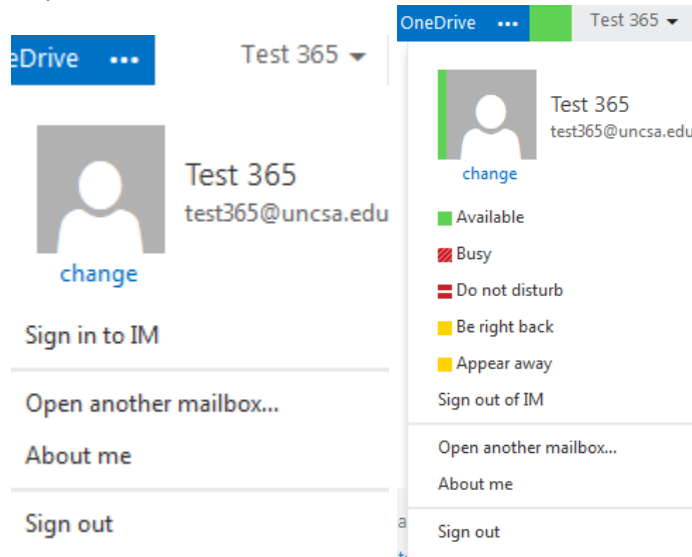 eDrive ...
Test 365
Test 365
test365@uncsa.edu
change
Sign in to IM
Open another mailbox...
About me
Sign out
OneDrive ...
Test 365
Test 365
test365@uncsa.edu
change
Available
Busy
Do not disturb
Be right back
Appear away
Sign out of IM
Open another mailbox...
About me
Sign out